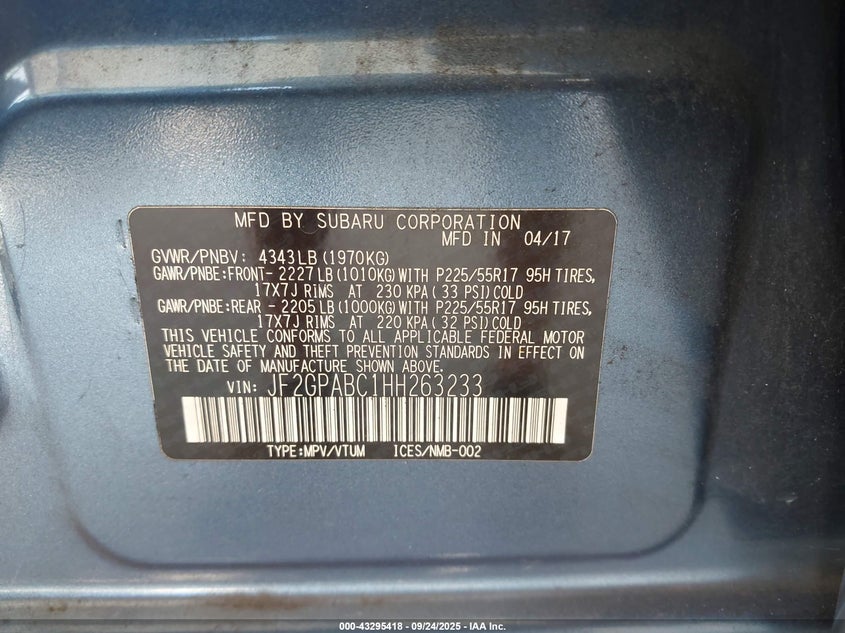 MFD BY SUBARU CORPORATION
MFD IN 04/17
GVWR/PNBV: 4343LB (1970KG)
GAWR/PNBE:FRONT- 2227LB (1010KG) WITH P225/55R17 95H TIRES,
17X7J RIMS AT 230 KPA ( 33 PSI) COLD
GAWR/PNBE:REAR - 2205LB (1000KG) WITH P225/55R17 95H TIRES,
17X7J RIMS AT 220 KPA ( 32 PSI) COLD
THIS VEHICLE CONFORMS TO ALL APPLICABLE FEDERAL MOTOR
VEHICLE SAFETY AND THEFT PREVENTION STANDARDS IN EFFECT ON
THE DATE OF MANUFACTURE SHOWN ABOVE.
VIN: JF2GPABC1HH263233
TYPE:MPV/VTUM ICES/NMB-002
000-43295418 - 09/24/2025 - IAA Inc.